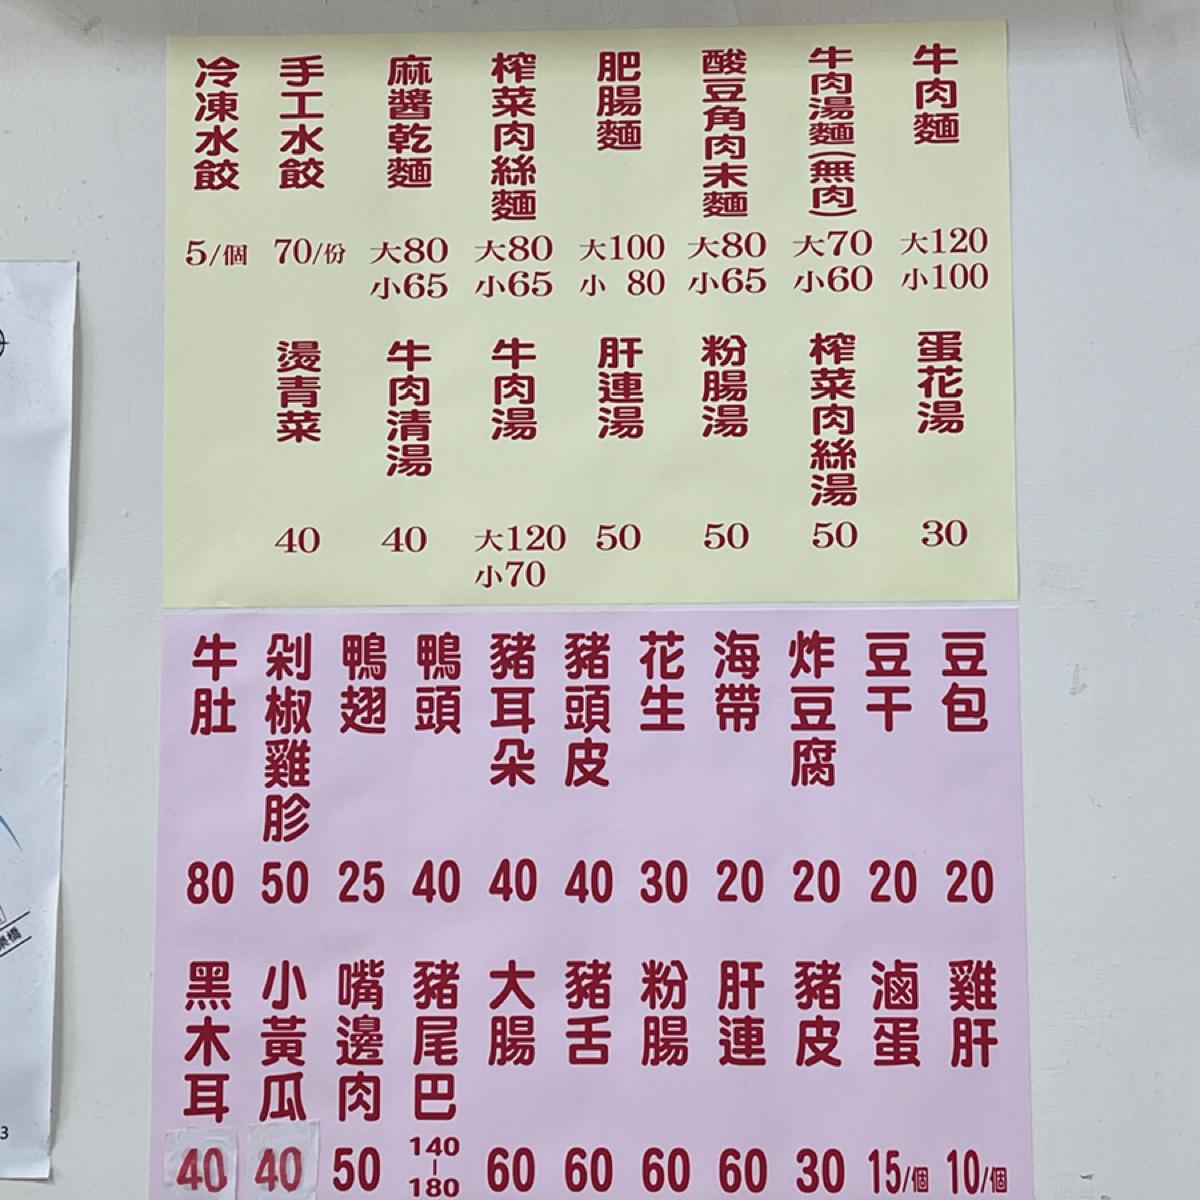 牛肉麵 大120 小100
牛肉湯麵(無肉) 大70 小60
酸豆角肉末麵 大80 小65
肥腸麵 大100 小 80
榨菜肉絲麵 大80 小65
麻醬乾麵 大80 小65
手工水餃 70/份
冷凍水餃 5/個
蛋花湯 30
榨菜肉絲湯 50
粉腸湯 50
肝連湯 50
牛肉湯 大120 小70
牛肉清湯 40
燙青菜 40
豆包 20
豆干 20
炸豆腐 20
海帶 20
花生 30
豬頭皮 40
豬耳朵 40
鴨頭 40
鴨翅 25
剁椒雞胗 50
牛肚 80
雞肝 10/個
滷蛋 15/個
豬皮 30
肝連 60
粉腸 60
豬舌 60
大腸 60
豬尾巴 140-180
嘴邊肉 50
小黃瓜 40
黑木耳 40
3